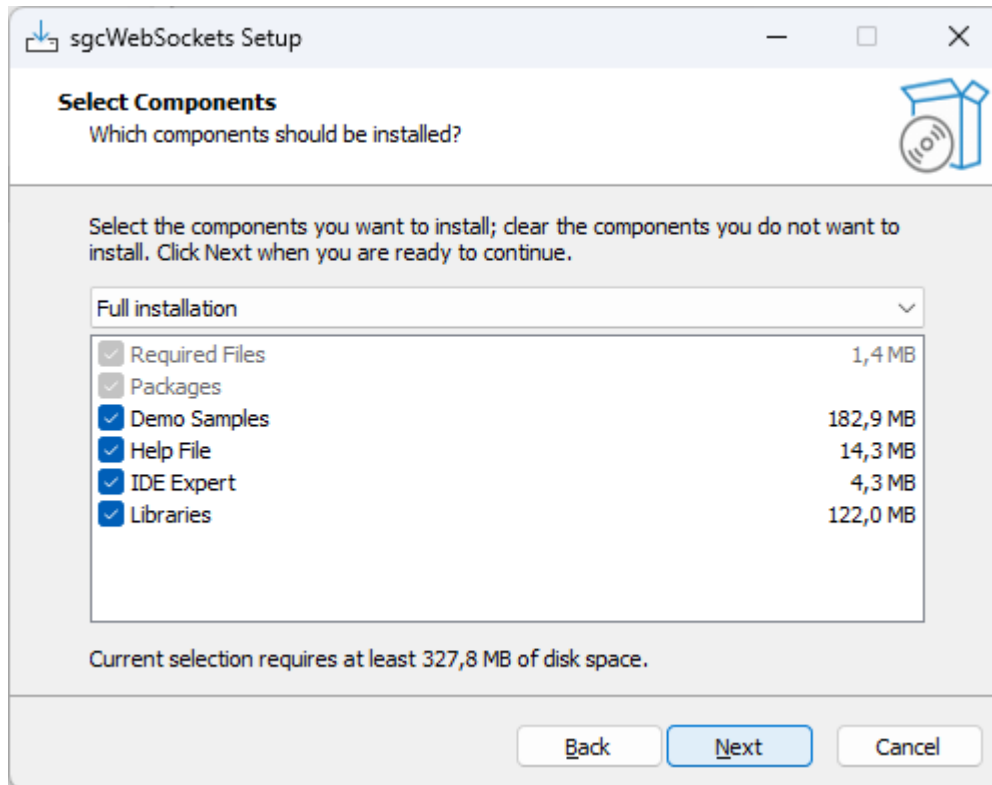 sgcWebSockets Setup
Select Components
Which components should be installed?
Select the components you want to install; clear the components you do not want to
install. Click Next when you are ready to continue.
Full installation
Required Files 1,4 MB
Packages
Demo Samples 182,9 MB
Help File 14,3 MB
IDE Expert 4,3 MB
Libraries 122,0 MB
Current selection requires at least 327,8 MB of disk space.
Back Next Cancel